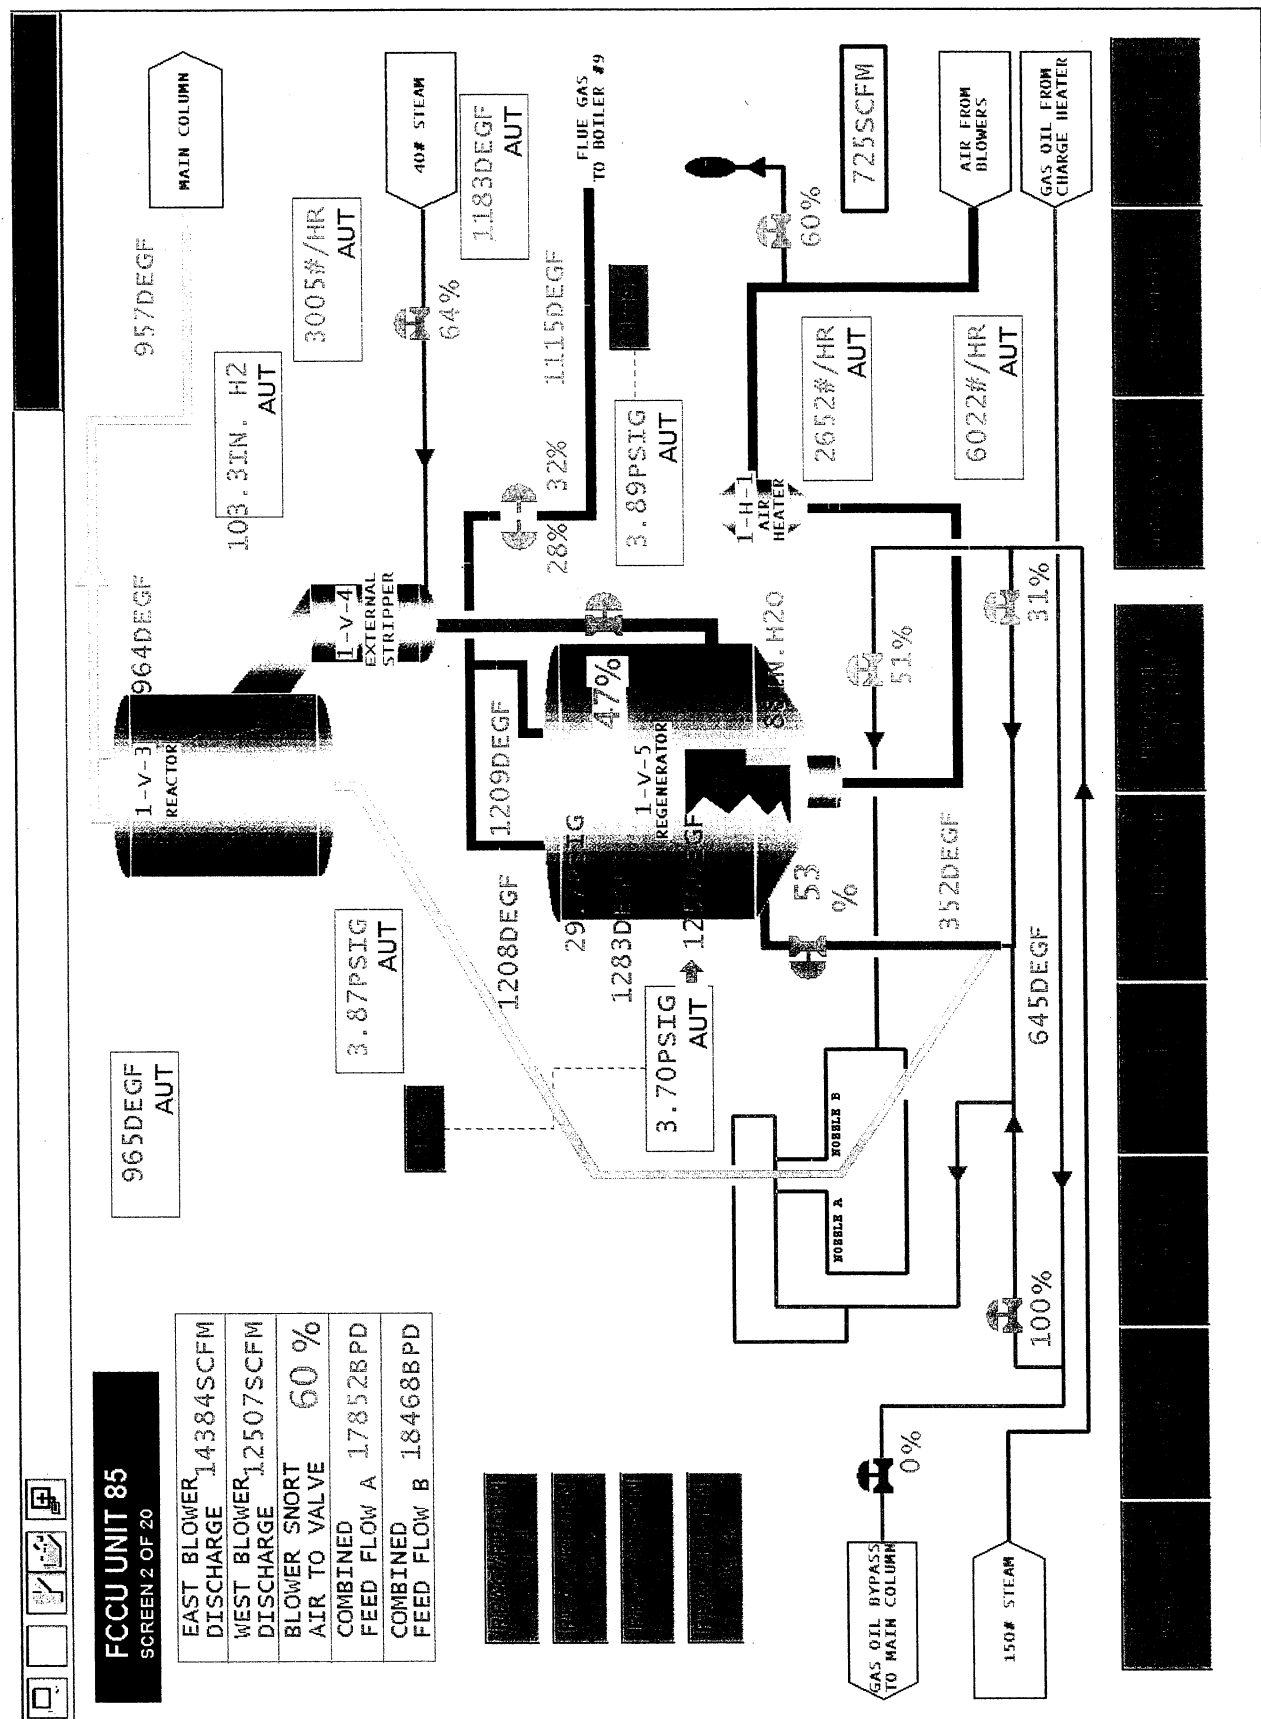 FCCU UNIT 85
SCREEN 2 OF 20
EAST BLOWER
DISCHARGE 14384SCFM
WEST BLOWER
DISCHARGE 12507SCFM
BLOWER SNORT
AIR TO VALVE 60 %
COMBINED
FEED FLOW A 17852BPD
COMBINED
FEED FLOW B 18468BPD
965DEGF
AUT
1-V-3
REACTOR
964DEGF
957DEGF
MAIN COLUMN
103.3IN. H2
AUT
3005#/HR
AUT
40# STEAM
64%
1183DEGF
AUT
3.87PSIG
AUT
1-V-4
EXTERNAL
STRIPPER
1208DEGF
1209DEGF
28%
32%
1115DEGF
FLUE GAS
TO BOILER #9
47%
1-V-5
REGENERATOR
3.89PSIG
AUT
3.70PSIG
AUT
53
%
1-H-1
AIR
HEATER
60%
725SCFM
2652#/HR
AUT
51%
352DEGF
6022#/HR
AUT
AIR FROM
BLOWERS
NOZZLE A
NOZZLE B
31%
645DEGF
GAS OIL FROM
CHARGE HEATER
100%
0%
GAS OIL BYPASS
TO MAIN COLUMN
150# STEAM